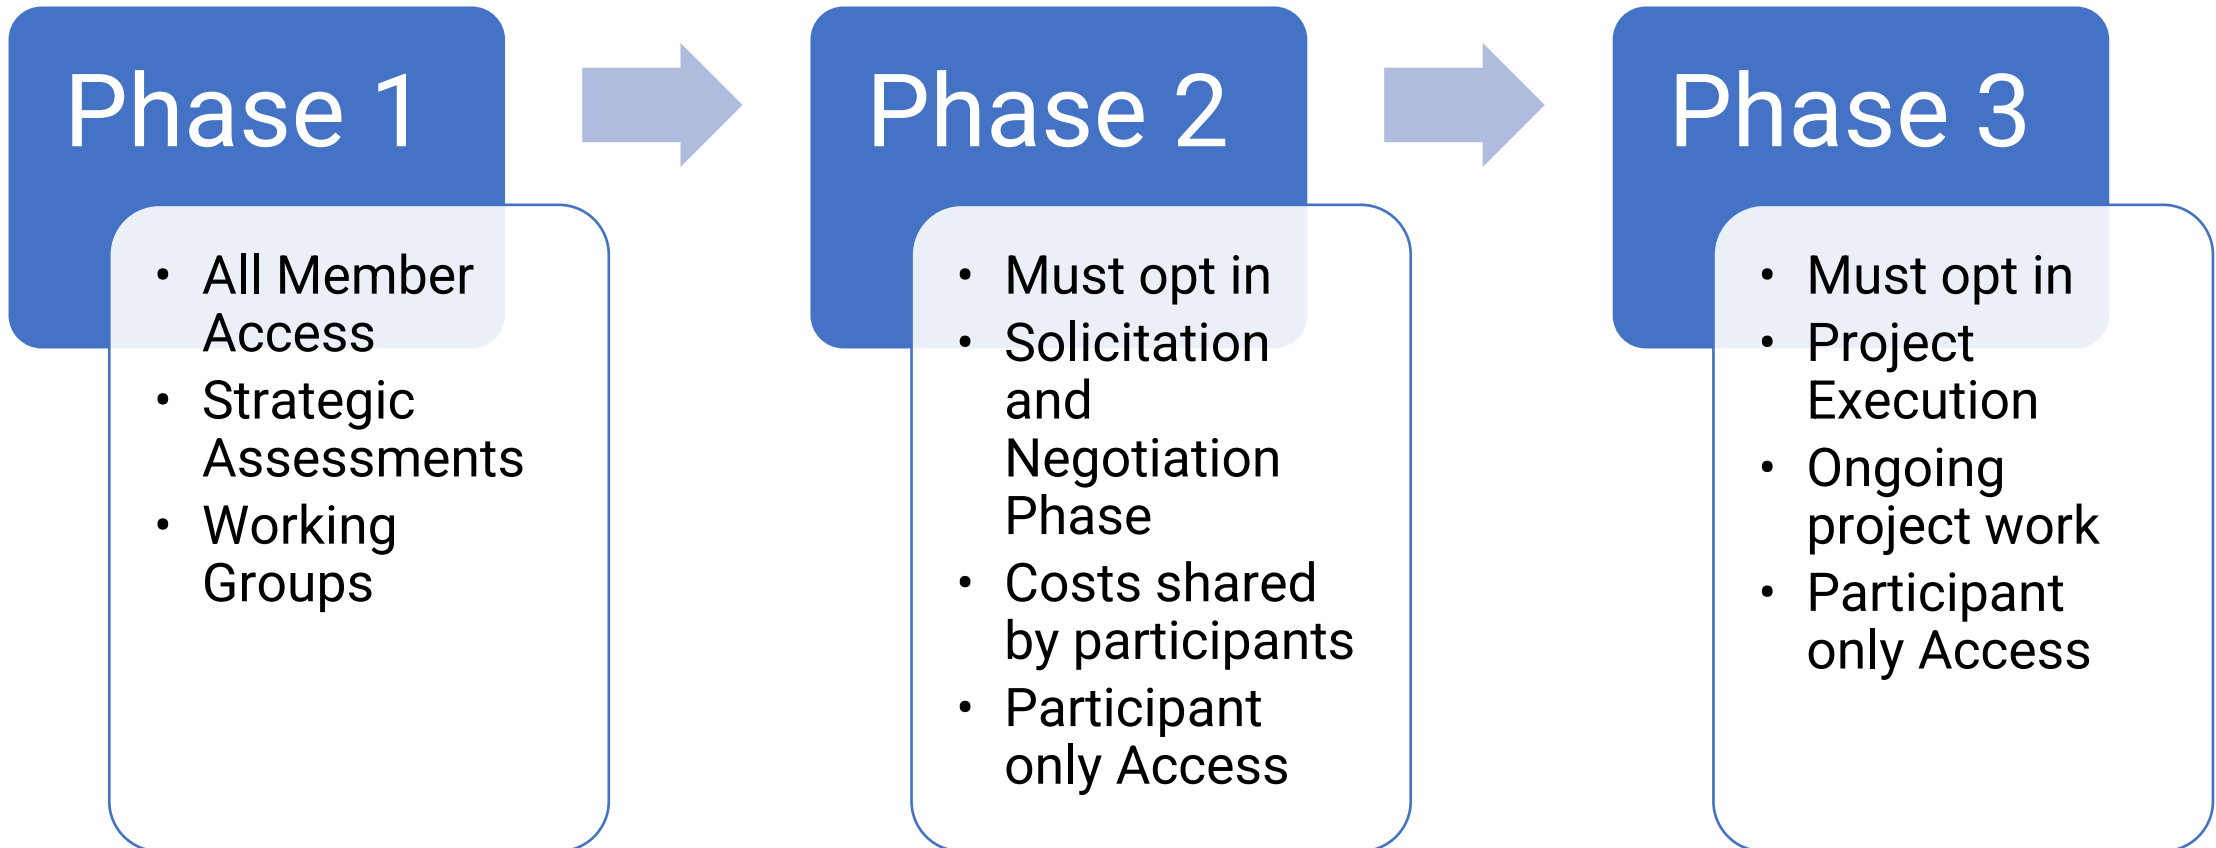 Phase 1
• All Member
Access
• Strategic
Assessments
• Working
Groups
Phase 2
• Must opt in
• Solicitation
and
Negotiation
Phase
• Costs shared
by participants
• Participant
only Access
Phase 3
• Must opt in
• Project
Execution
• Ongoing
project work
• Participant
only Access